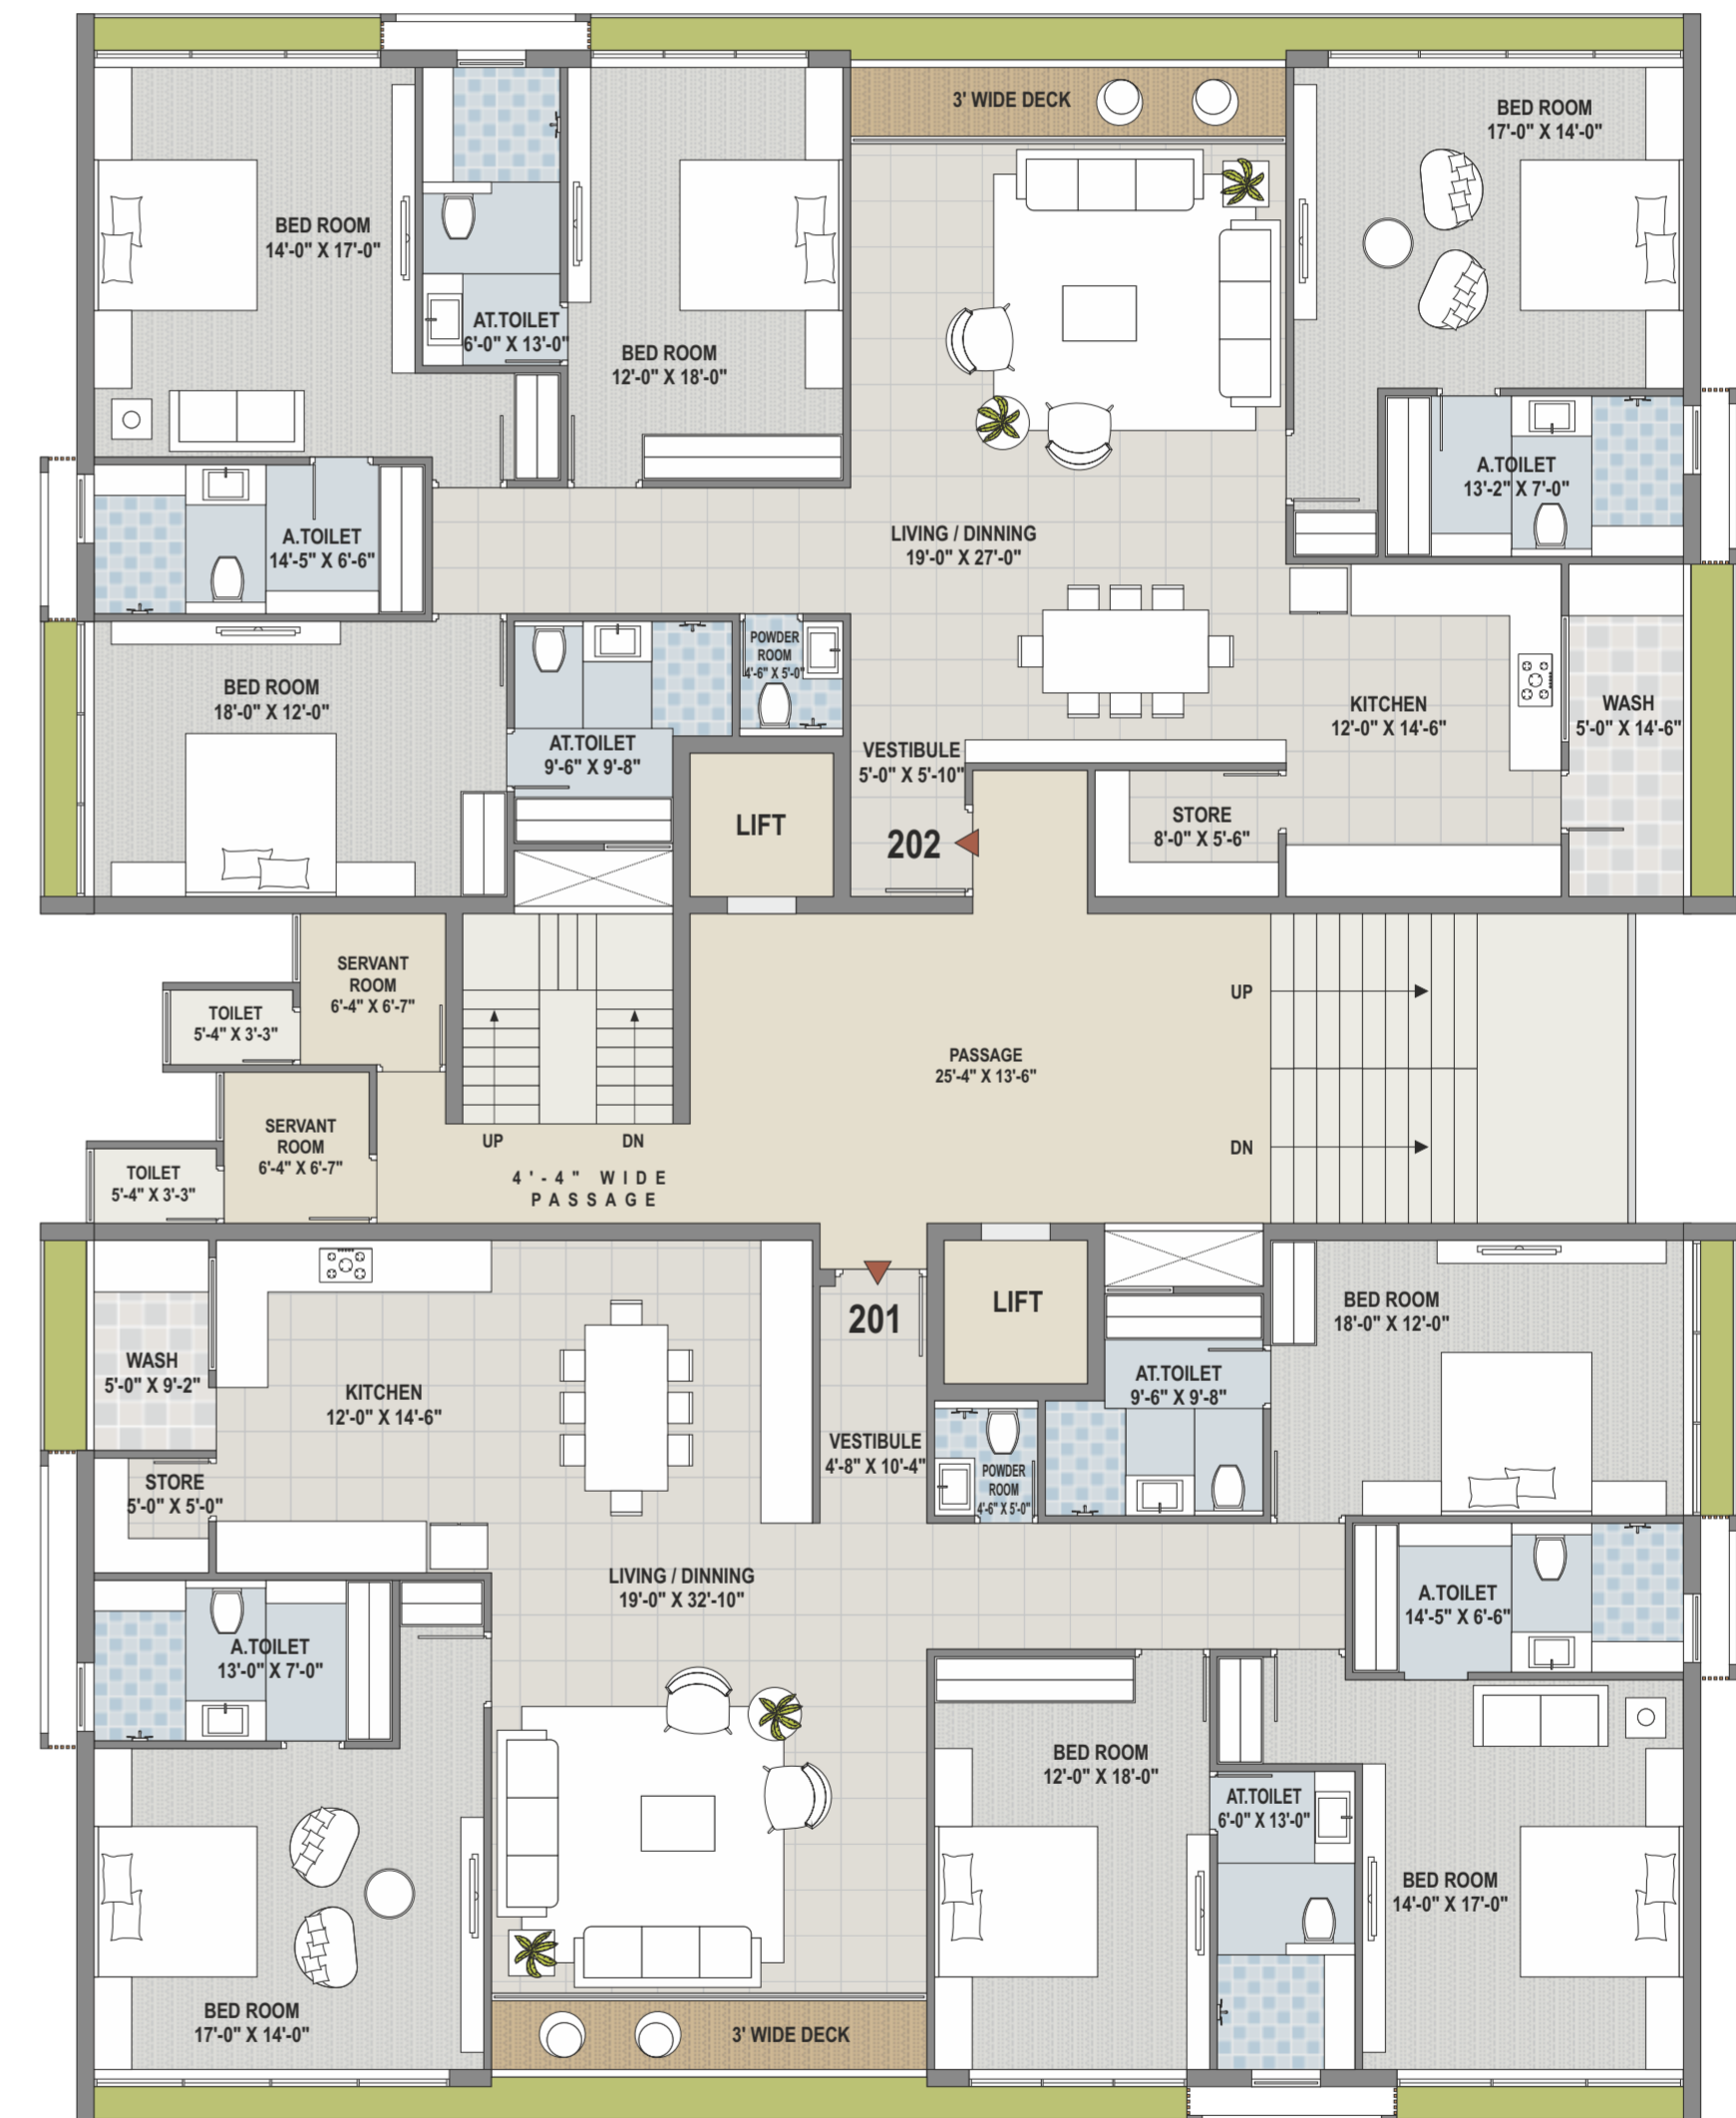 3' WIDE DECK
BED ROOM
17'-0" X 14'-0"
BED ROOM
14'-0" X 17'-0"
AT.TOILET
6'-0" X 13'-0"
BED ROOM
12'-0" X 18'-0"
A.TOILET
13'-2" X 7'-0"
A.TOILET
14'-5" X 6'-6"
LIVING / DINNING
19'-0" X 27'-0"
POWDER
ROOM
4'-6" X 5'-0"
BED ROOM
18'-0" X 12'-0"
AT.TOILET
9'-6" X 9'-8"
KITCHEN
12'-0" X 14'-6"
WASH
5'-0" X 14'-6"
VESTIBULE
5'-0" X 5'-10"
LIFT
202
STORE
8'-0" X 5'-6"
SERVANT
ROOM
6'-4" X 6'-7"
TOILET
5'-4" X 3'-3"
UP
PASSAGE
25'-4" X 13'-6"
SERVANT
ROOM
6'-4" X 6'-7"
UP
DN
DN
TOILET
5'-4" X 3'-3"
4'-4" WIDE
PASSAGE
201
LIFT
BED ROOM
18'-0" X 12'-0"
WASH
5'-0" X 9'-2"
KITCHEN
12'-0" X 14'-6"
AT.TOILET
9'-6" X 9'-8"
VESTIBULE
4'-8" X 10'-4"
POWDER
ROOM
4'-6" X 5'-0"
STORE
5'-0" X 5'-0"
LIVING / DINNING
19'-0" X 32'-10"
A.TOILET
14'-5" X 6'-6"
A.TOILET
13'-0" X 7'-0"
BED ROOM
12'-0" X 18'-0"
AT.TOILET
6'-0" X 13'-0"
BED ROOM
14'-0" X 17'-0"
BED ROOM
17'-0" X 14'-0"
3' WIDE DECK